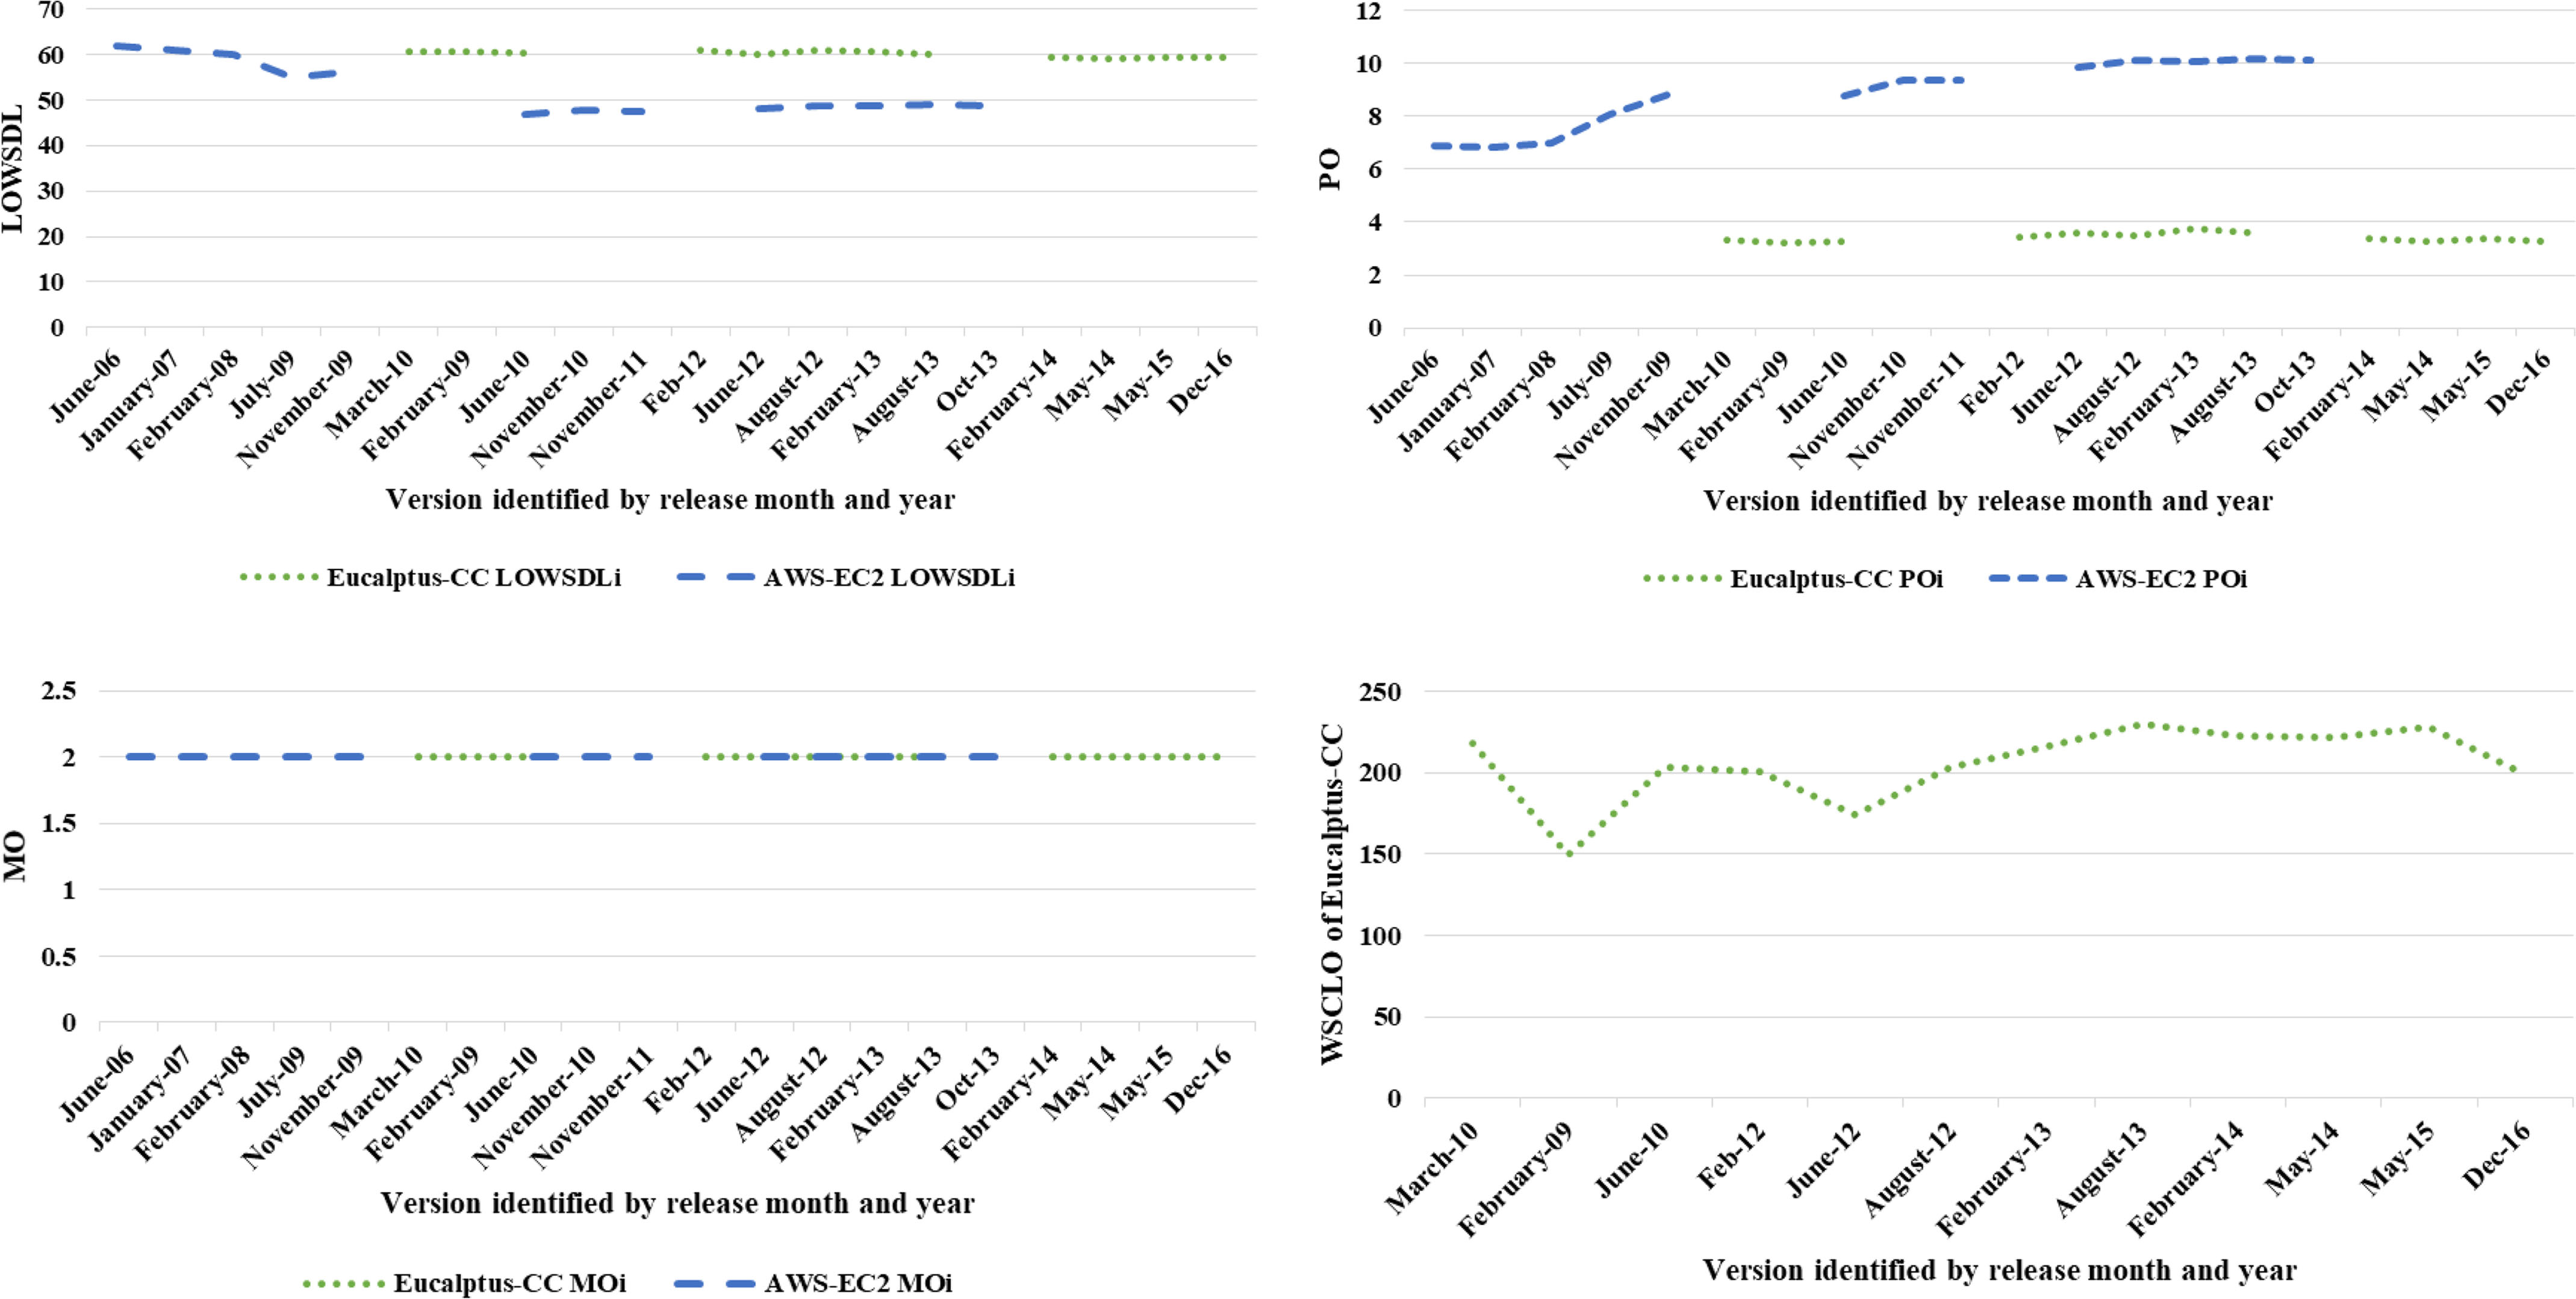 70
60
50
40
30
20
10
0
LOWSDL
June-06
January-07
February-08
July-09
November-09
March-10
February-09
June-10
November-10
November-11
Feb-12
June-12
August-12
February-13
August-13
Oct-13
February-14
May-14
May-15
Dec-16
Version identified by release month and year
Eucalptus-CC LOWSDLi
AWS-EC2 LOWSDLi
12
10
8
6
4
2
0
PO
June-06
January-07
February-08
July-09
November-09
March-10
February-09
June-10
November-10
November-11
Feb-12
June-12
August-12
February-13
August-13
Oct-13
February-14
May-14
May-15
Dec-16
Version identified by release month and year
Eucalptus-CC POi
AWS-EC2 POi
2.5
2
1.5
1
0.5
0
MO
June-06
January-07
February-08
July-09
November-09
March-10
February-09
June-10
November-10
November-11
Feb-12
June-12
August-12
February-13
August-13
Oct-13
February-14
May-14
May-15
Dec-16
Version identified by release month and year
Eucalptus-CC MOi
AWS-EC2 MOi
250
200
150
100
50
0
WSCLO of Eucalptus-CC
March-10
February-09
June-10
Feb-12
June-12
August-12
February-13
August-13
February-14
May-14
May-15
Dec-16
Version identified by release month and year